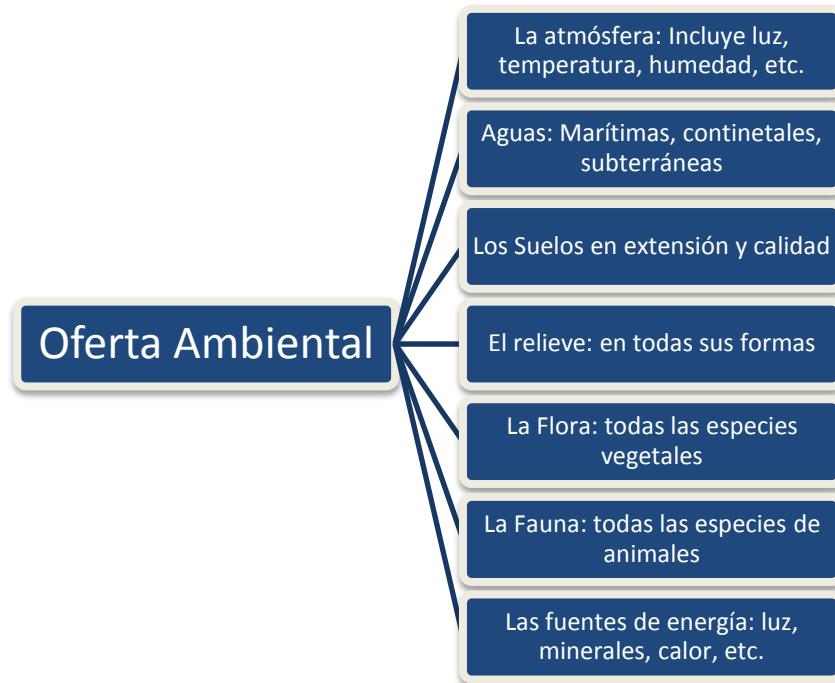 La atmósfera: Incluye luz,
temperatura, humedad, etc.
Aguas: Marítimas, continetales,
subterráneas
Los Suelos en extensión y calidad
Oferta Ambiental
El relieve: en todas sus formas
La Flora: todas las especies
vegetales
La Fauna: todas las especies de
animales
Las fuentes de energía: luz,
minerales, calor, etc.